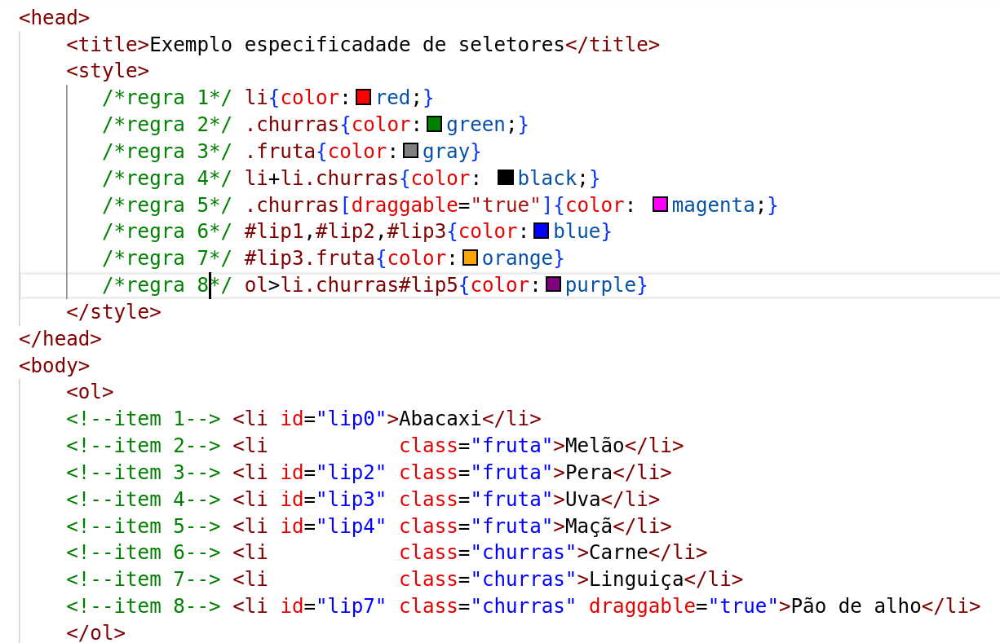 <head>
    <title>Exemplo especificadade de seletores</title>
    <style>
       /*regra 1*/ li{color:red;}
       /*regra 2*/ .churras{color:green;}
       /*regra 3*/ .fruta{color:gray}
       /*regra 4*/ li+li.churras{color: black;}
       /*regra 5*/ .churras[draggable="true"]{color: magenta;}
       /*regra 6*/ #lip1,#lip2,#lip3{color:blue}
       /*regra 7*/ #lip3.fruta{color:orange}
       /*regra 8*/ ol>li.churras#lip5{color:purple}
    </style>
</head>
<body>
    <ol>
    <!--item 1--> <li id="lip0">Abacaxi</li>
    <!--item 2--> <li           class="fruta">Melão</li>
    <!--item 3--> <li id="lip2" class="fruta">Pera</li>
    <!--item 4--> <li id="lip3" class="fruta">Uva</li>
    <!--item 5--> <li id="lip4" class="fruta">Maçã</li>
    <!--item 6--> <li           class="churras">Carne</li>
    <!--item 7--> <li           class="churras">Linguiça</li>
    <!--item 8--> <li id="lip7" class="churras" draggable="true">Pão de alho</li>
    </ol>